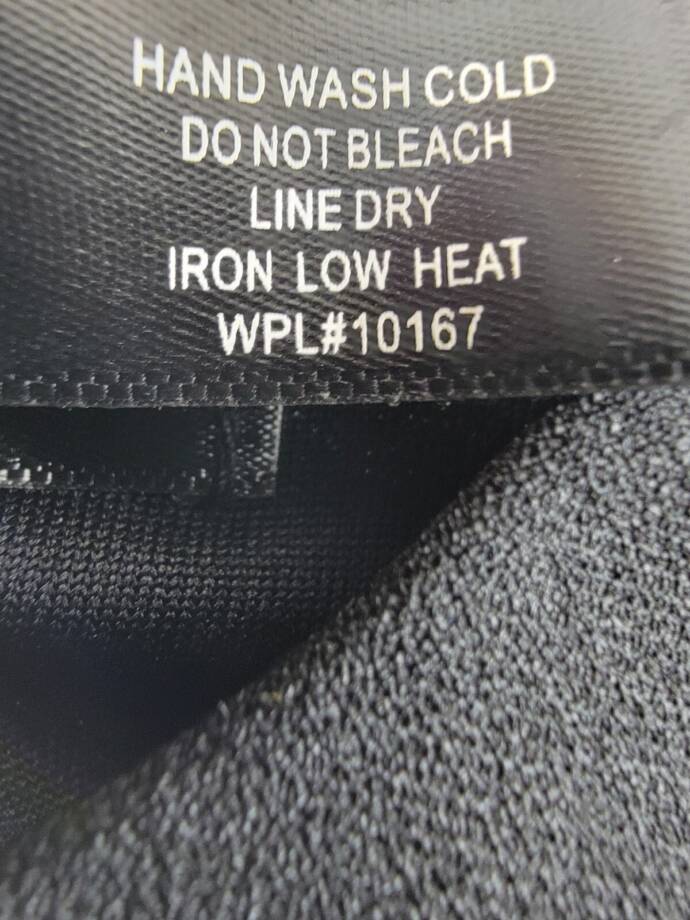 HAND WASH COLD
DO NOT BLEACH
LINE DRY
IRON LOW HEAT
WPL#10167